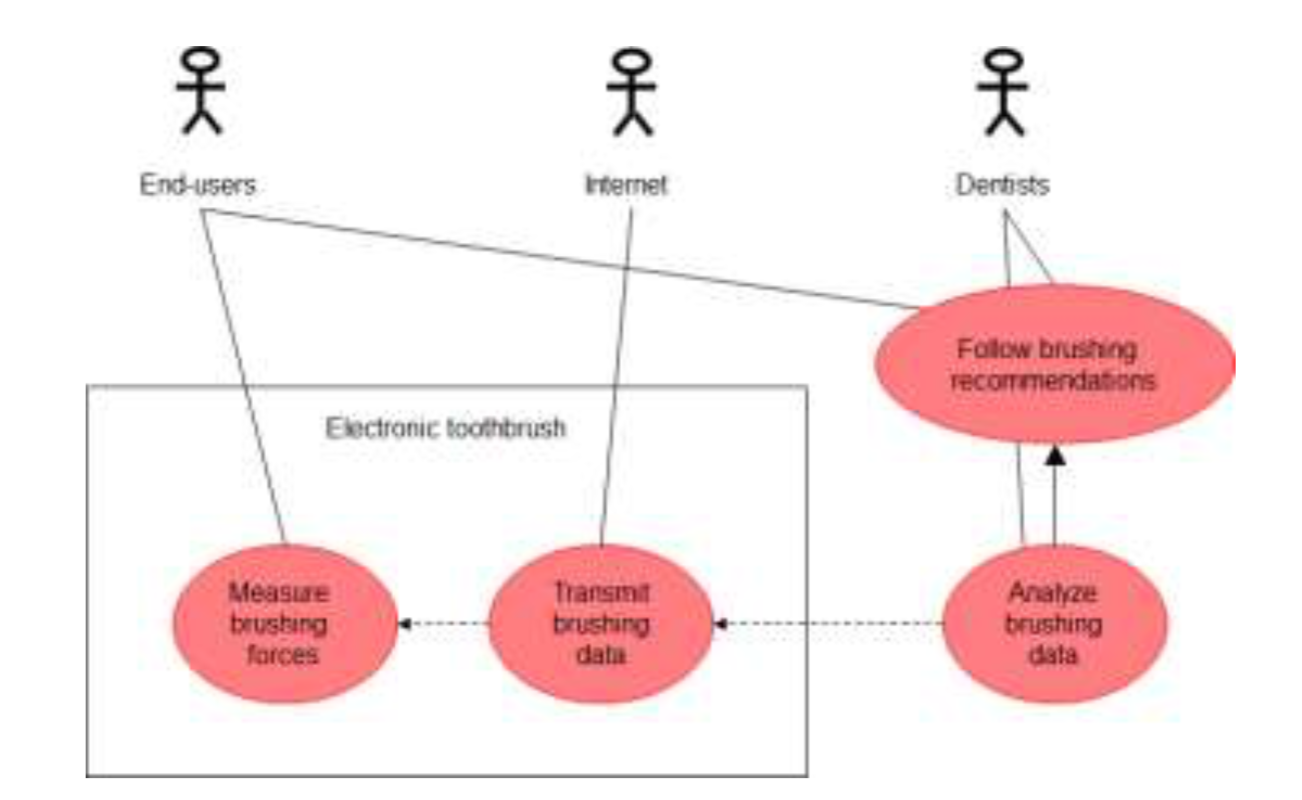 End-users
Internet
Dentists
Follow brushing
recommendations
Electronic toothbrush
Measure
brushing
forces
Transmit
brushing
data
Analyze
brushing
data